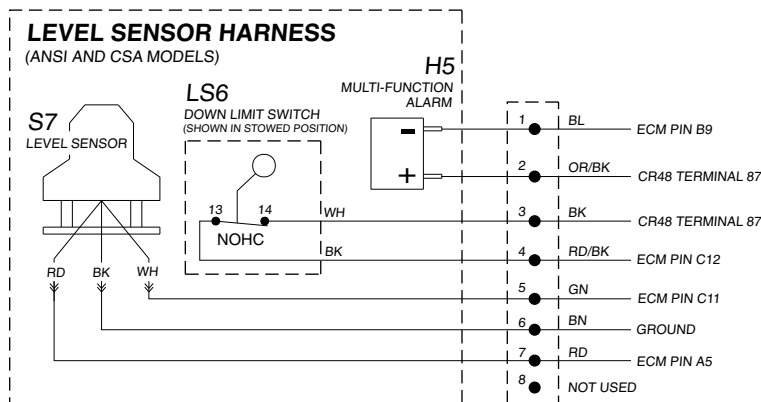 LEVEL SENSOR HARNESS
(ANSI AND CSA MODELS)
H5
MULTI-FUNCTION
ALARM
LS6
DOWN LIMIT SWITCH
(SHOWN IN STOWED POSITION)
S7
LEVEL SENSOR
-
+
13
14
NOHC
WH
BK
RD
BK
WH
1
BL
ECM PIN B9
2
OR/BK
CR48 TERMINAL 87
3
BK
CR48 TERMINAL 87
4
RD/BK
ECM PIN C12
5
GN
ECM PIN C11
6
BN
GROUND
7
RD
ECM PIN A5
8
NOT USED